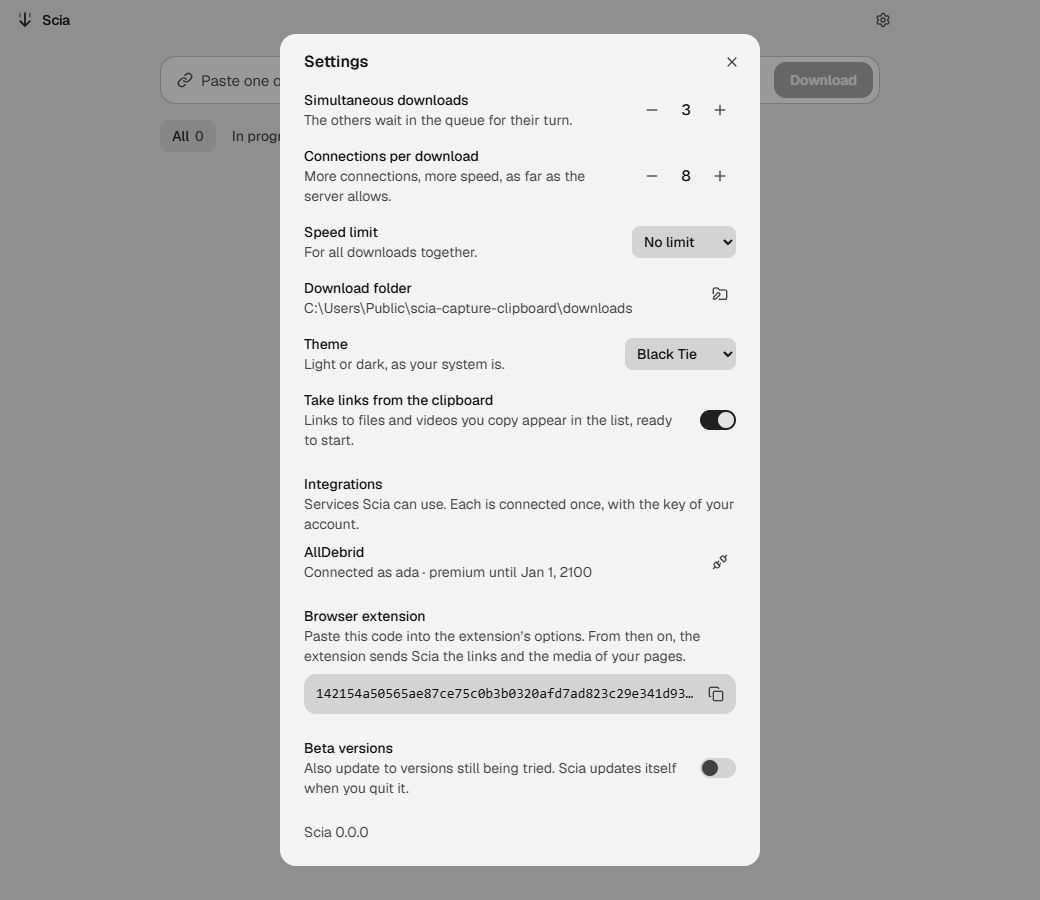 Scia
Settings
Paste one o
Download
All 0
In progr
Simultaneous downloads
The others wait in the queue for their turn.
3
Connections per download
More connections, more speed, as far as the
server allows.
8
Speed limit
For all downloads together.
No limit
Download folder
C:\Users\Public\scia-capture-clipboard\downloads
Theme
Light or dark, as your system is.
Black Tie
Take links from the clipboard
Links to files and videos you copy appear in the list, ready
to start.
Integrations
Services Scia can use. Each is connected once, with the key of your
account.
AllDebrid
Connected as ada · premium until Jan 1, 2100
Browser extension
Paste this code into the extension's options. From then on, the
extension sends Scia the links and the media of your pages.
142154a50565ae87ce75c0b3b0320afd7ad823c29e341d93…
Beta versions
Also update to versions still being tried. Scia updates itself
when you quit it.
Scia 0.0.0